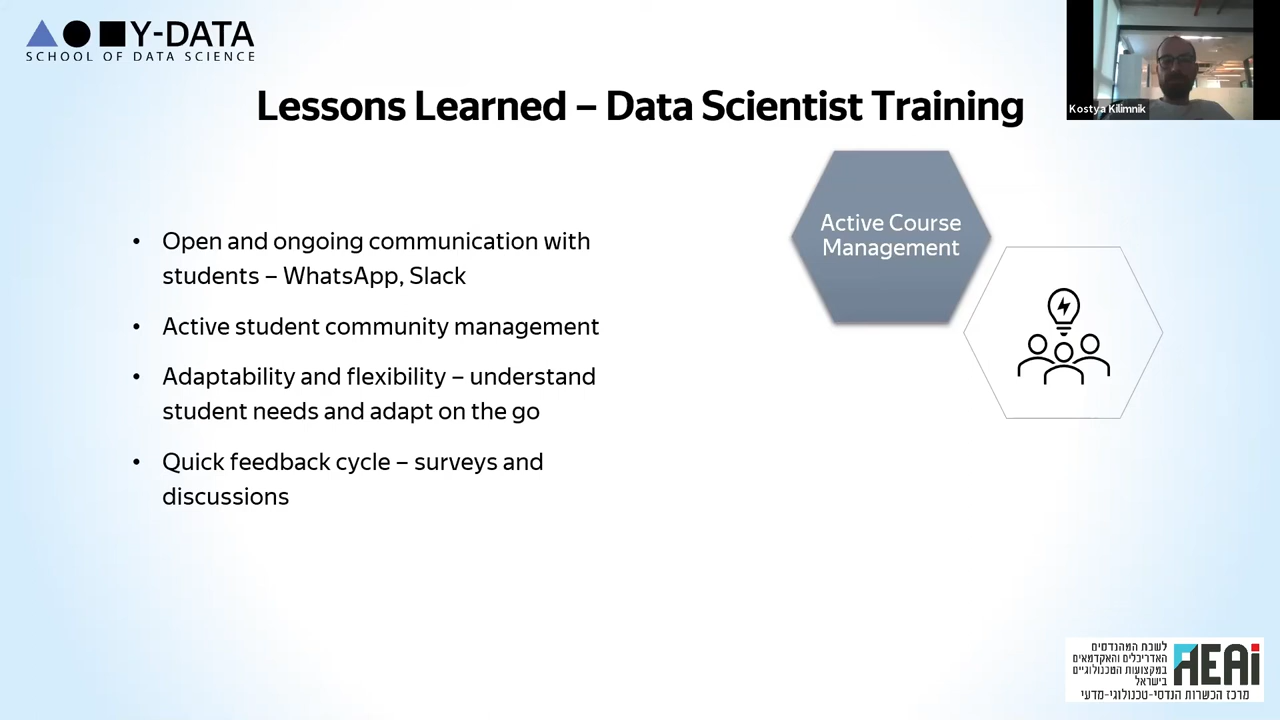 Y-DATA
SCHOOL OF DATA SCIENCE
Lessons Learned – Data Scientist Training
Kostya Kilimnik
Active Course
Management
• Open and ongoing communication with
students – WhatsApp, Slack
• Active student community management
• Adaptability and flexibility – understand
student needs and adapt on the go
• Quick feedback cycle – surveys and
discussions
לשכת המהנדסים
האדריכלים והאקדמאים
במקצועות הטכנולוגיים
בישראל
AEAi
מרכז הכשרות הנדסי-טכנולוגי-מדעי